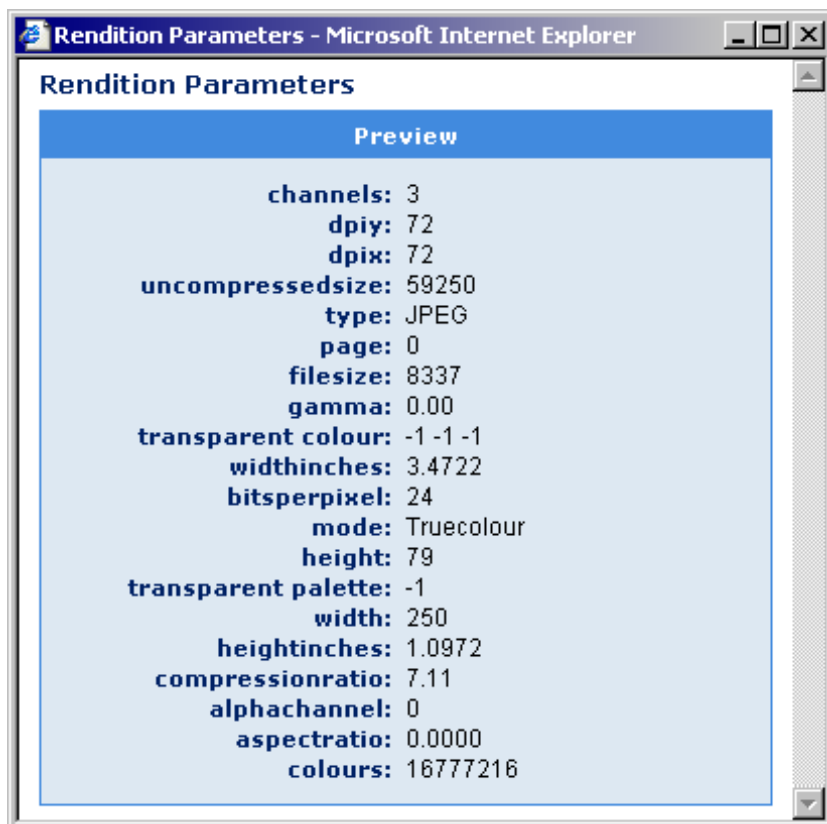 Rendition Parameters - Microsoft Internet Explorer
Rendition Parameters
Preview
channels: 3
dpiy: 72
dpix: 72
uncompressedsize: 59250
type: JPEG
page: 0
filesize: 8337
gamma: 0.00
transparent colour: -1 -1 -1
widthinches: 3.4722
bitsperpixel: 24
mode: Truecolour
height: 79
transparent palette: -1
width: 250
heightinches: 1.0972
compressionratio: 7.11
alphachannel: 0
aspectratio: 0.0000
colours: 16777216